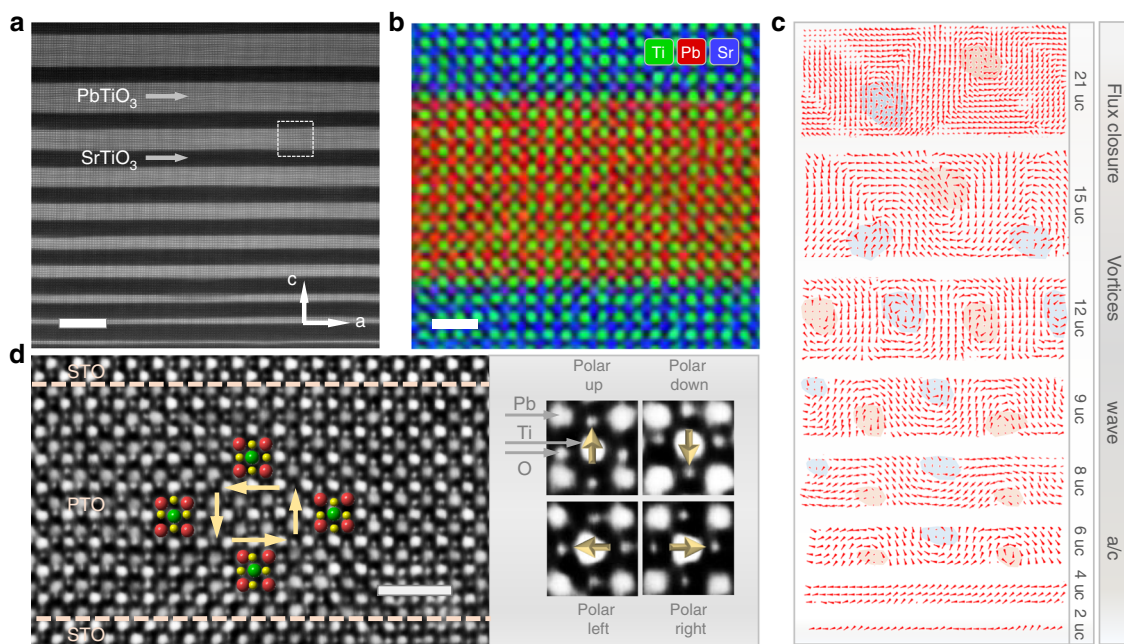 a
PbTiO3
SrTiO3
c
a
b
Ti Pb Sr
c
21 uc
15 uc
12 uc
9 uc
8 uc
6 uc
4 uc
2 uc
Flux closure
Vortices
wave
a/c
d
STO
PTO
STO
Polar up
Polar down
Pb
Ti
O
Polar left
Polar right